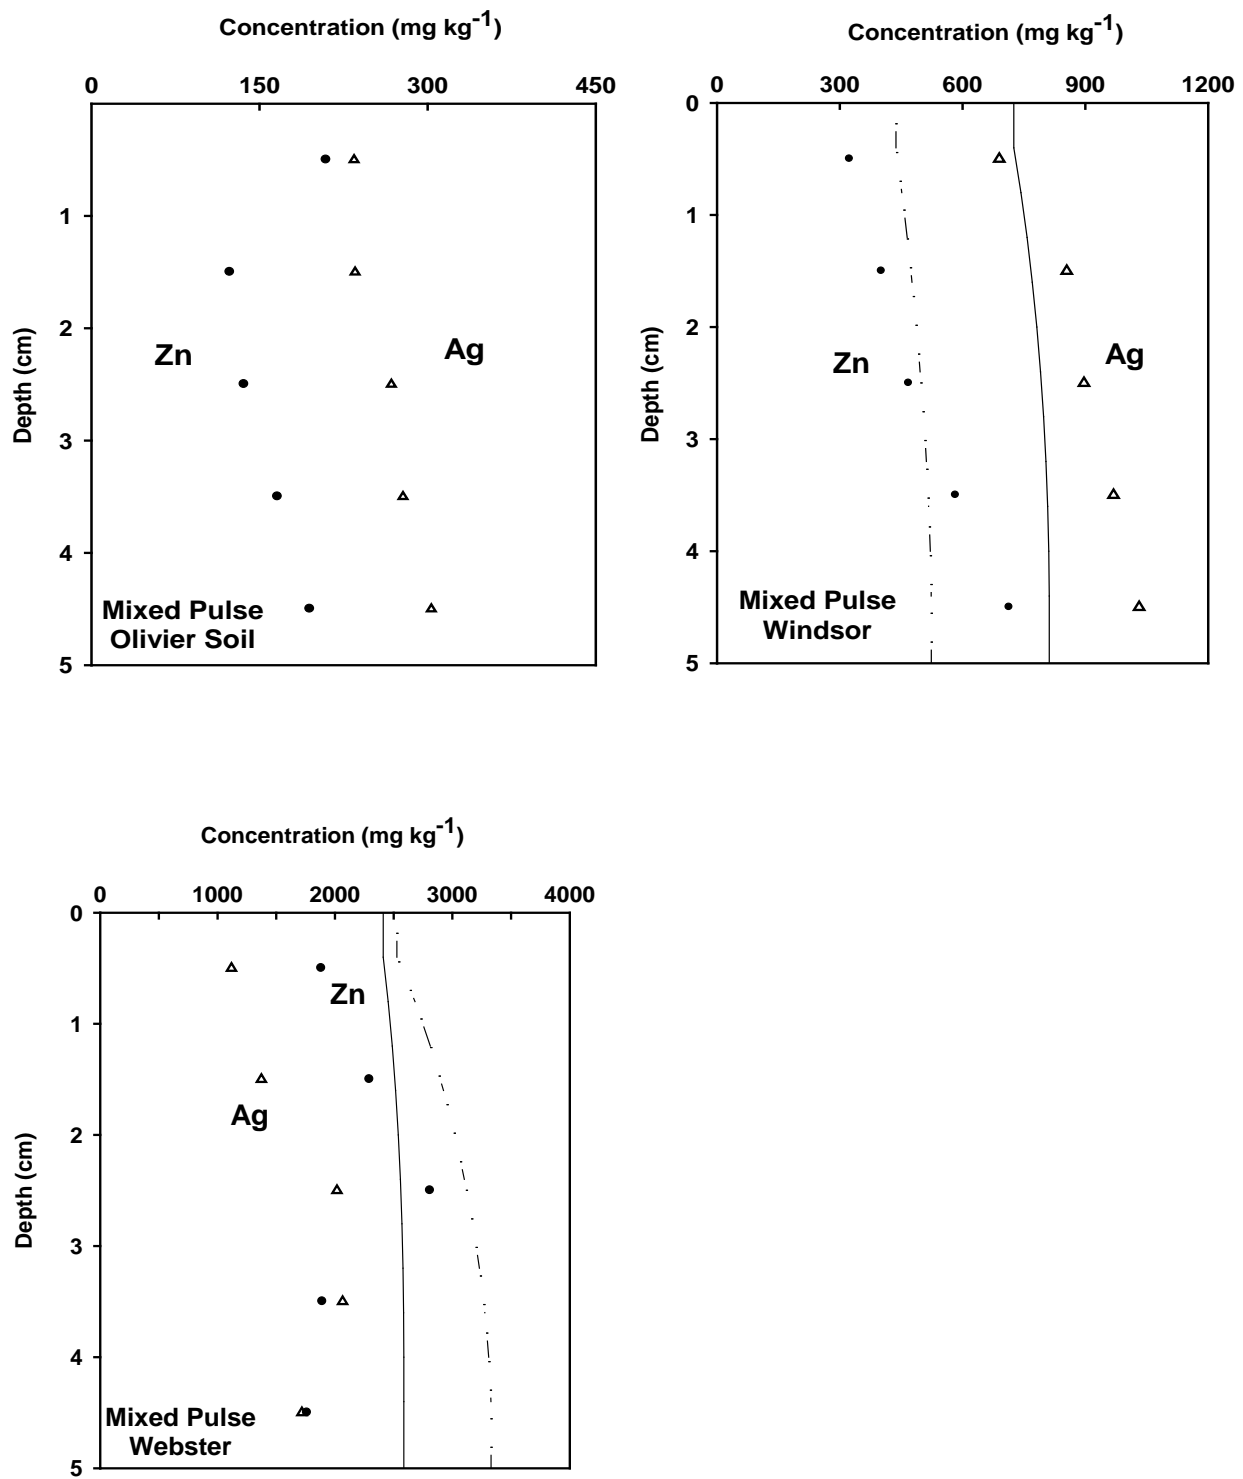 Concentration (mg kg-1)
0 150 300 450
1
2
3
4
5
Depth (cm)
Zn
Ag
Mixed Pulse
Olivier Soil
Concentration (mg kg-1)
0 300 600 900 1200
0
1
2
3
4
5
Depth (cm)
Zn
Ag
Mixed Pulse
Windsor
Concentration (mg kg-1)
0 1000 2000 3000 4000
0
1
2
3
4
5
Depth (cm)
Zn
Ag
Mixed Pulse
Webster